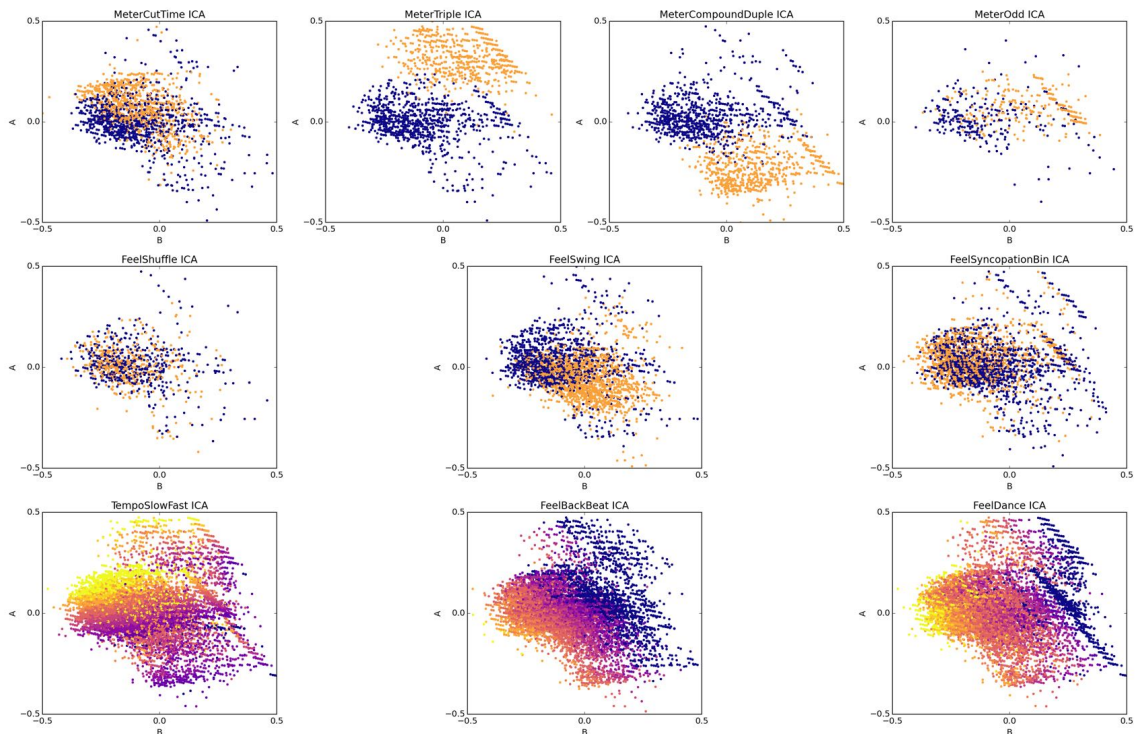 MeterCutTime ICA
0.5
A
0.0
−0.5
−0.5
0.0
0.5
B
MeterTriple ICA
0.5
A
0.0
−0.5
−0.5
0.0
0.5
B
MeterCompoundDuple ICA
0.5
A
0.0
−0.5
−0.5
0.0
0.5
B
MeterOdd ICA
0.5
A
0.0
−0.5
−0.5
0.0
0.5
B
FeelShuffle ICA
0.5
A
0.0
−0.5
−0.5
0.0
0.5
B
FeelSwing ICA
0.5
A
0.0
−0.5
−0.5
0.0
0.5
B
FeelSyncopationBin ICA
0.5
A
0.0
−0.5
−0.5
0.0
0.5
B
TempoSlowFast ICA
0.5
A
0.0
−0.5
−0.5
0.0
0.5
B
FeelBackBeat ICA
0.5
A
0.0
−0.5
−0.5
0.0
0.5
B
FeelDance ICA
0.5
A
0.0
−0.5
−0.5
0.0
0.5
B